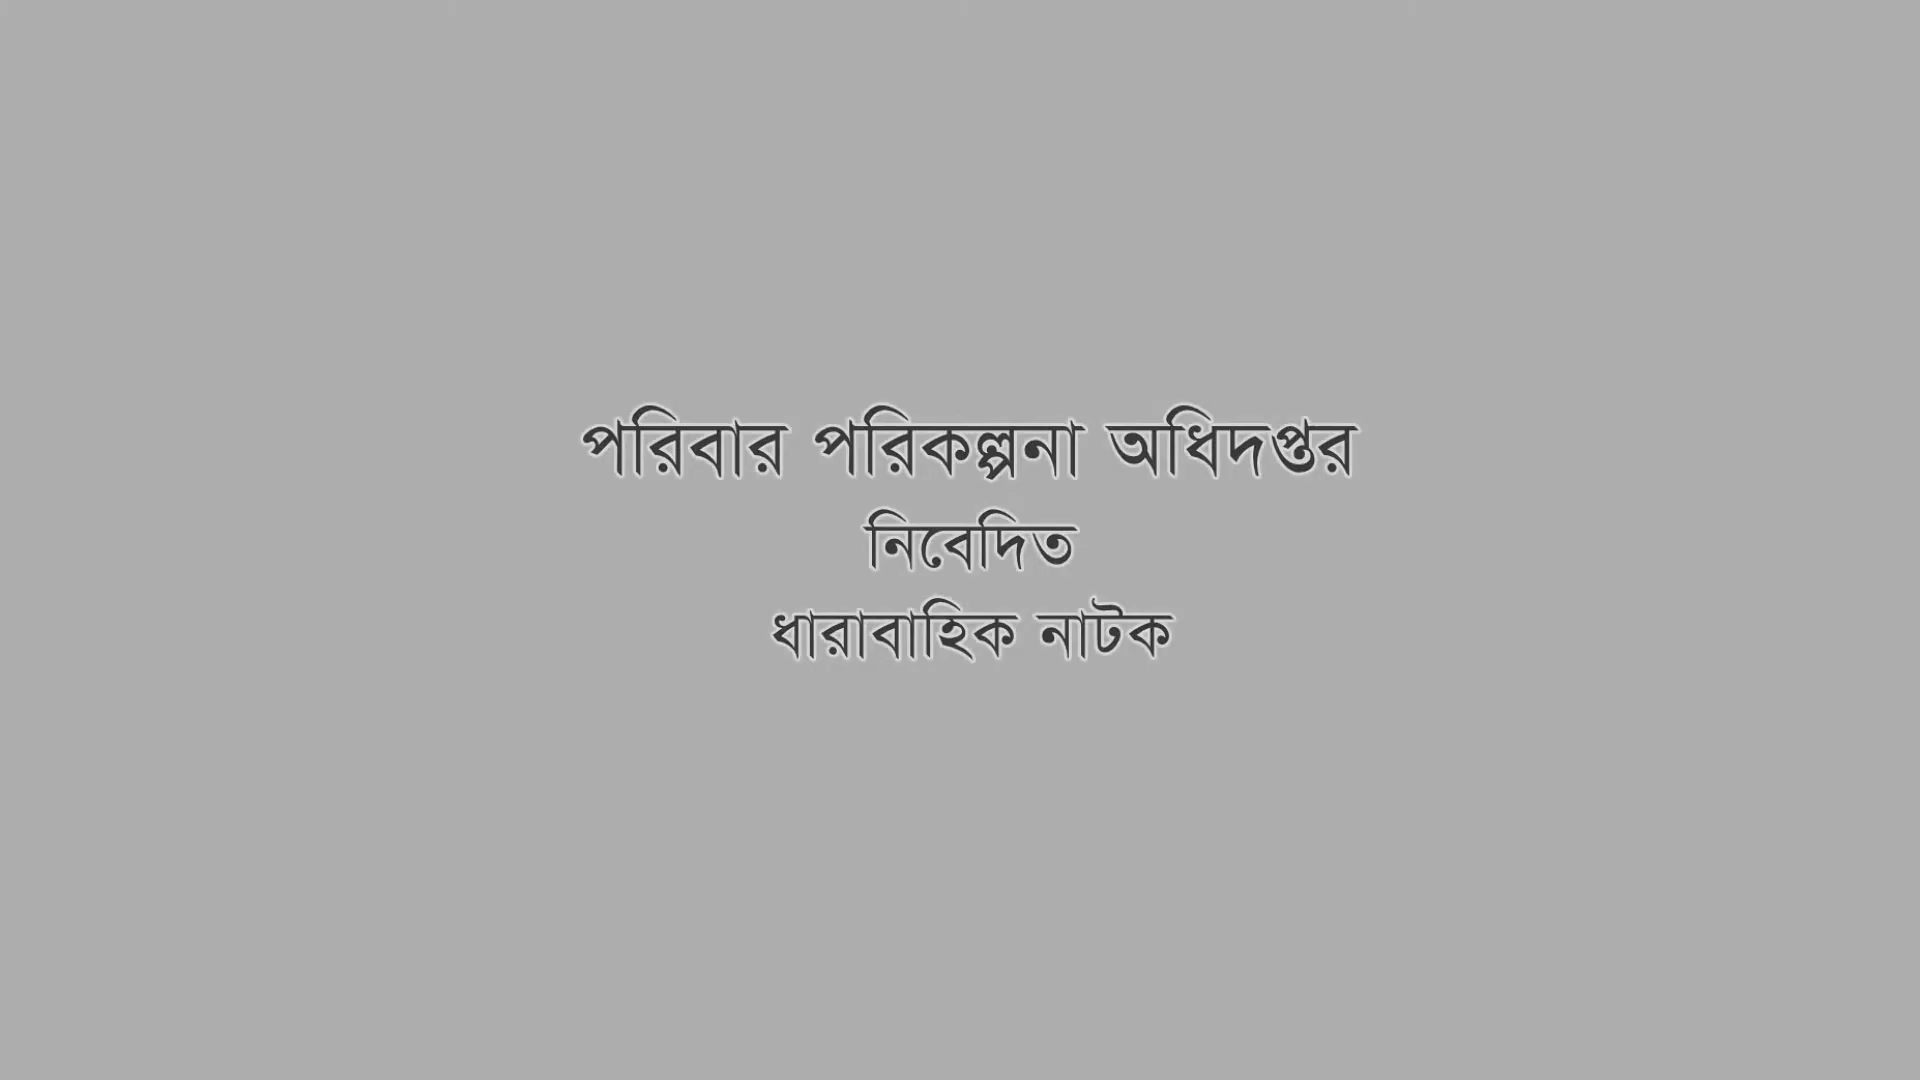 পরিবার পরিকল্পনা অধিদপ্তর
নিবেদিত
ধারাবাহিক নাটক